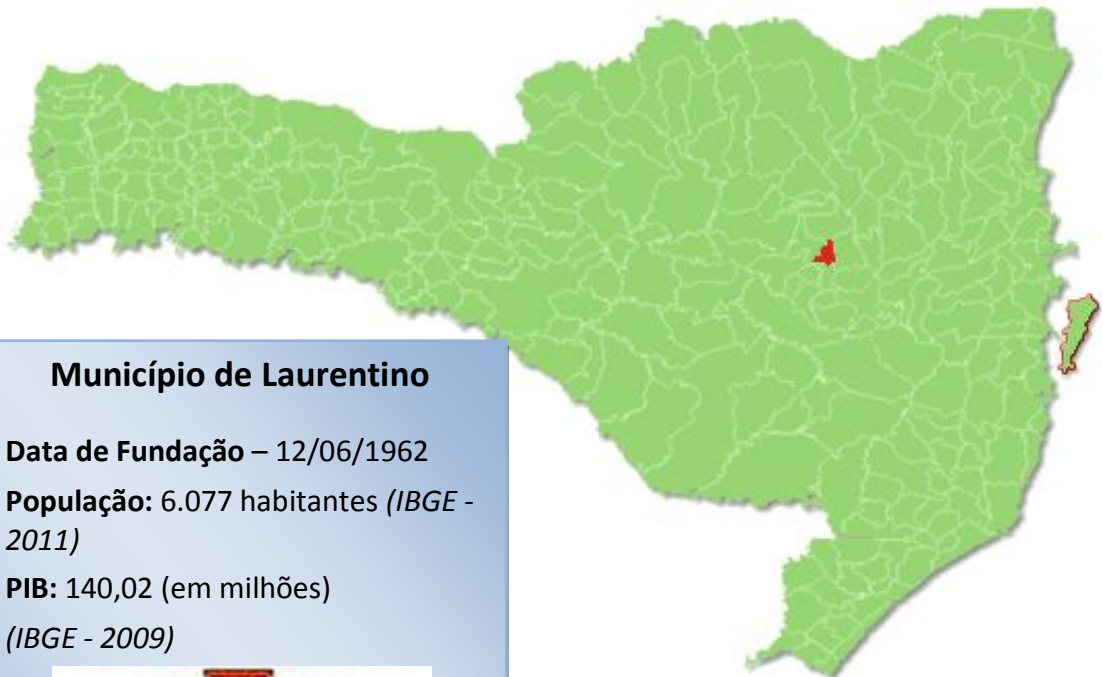 Município de Laurentino
Data de Fundação – 12/06/1962
População: 6.077 habitantes (IBGE -
2011)
PIB: 140,02 (em milhões)
(IBGE - 2009)